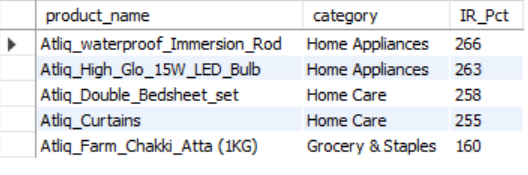 product_name category IR_Pct
Atliq_waterproof_Immersion_Rod Home Appliances 266
Atliq_High_Glo_15W_LED_Bulb Home Appliances 263
Atliq_Double_Bedsheet_set Home Care 258
Atliq_Curtains Home Care 255
Atliq_Farm_Chakki_Atta (1KG) Grocery & Staples 160